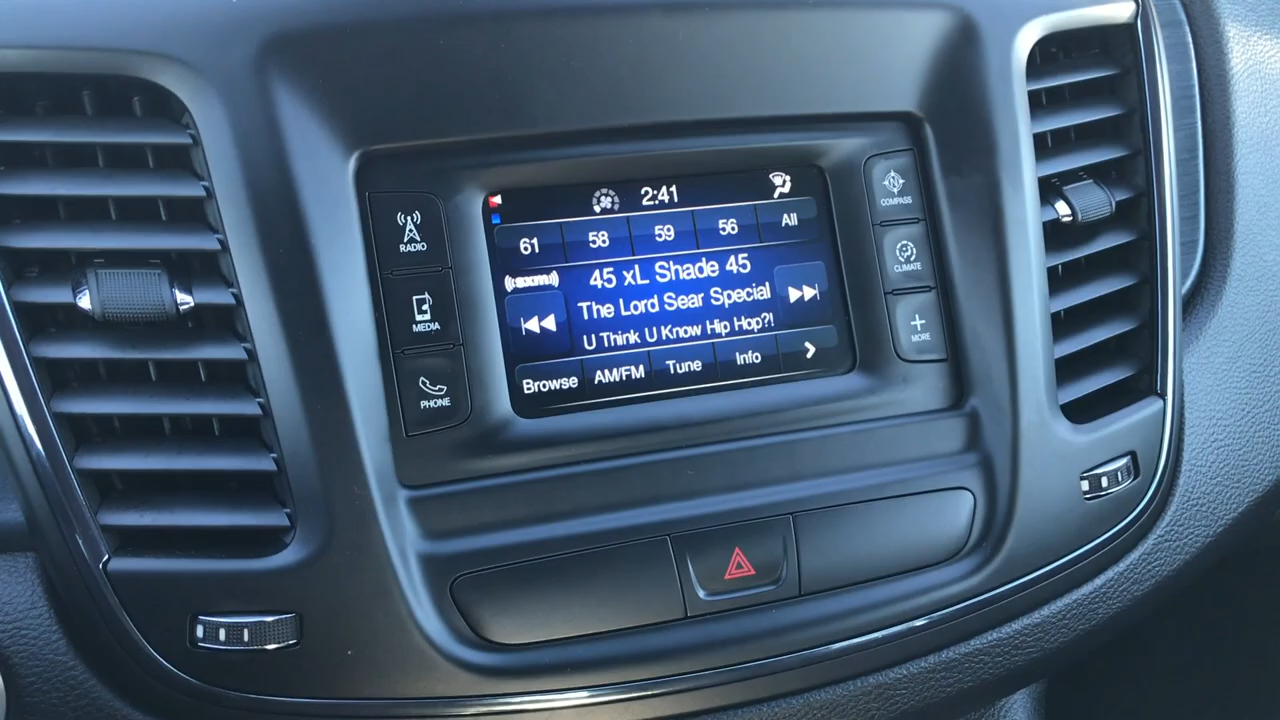 2:41
61 58 59 56 All
((sxm))
45 xL Shade 45
The Lord Sear Special
U Think U Know Hip Hop?!
Browse AM/FM Tune Info
RADIO
MEDIA
PHONE
N
COMPASS
CLIMATE
MORE